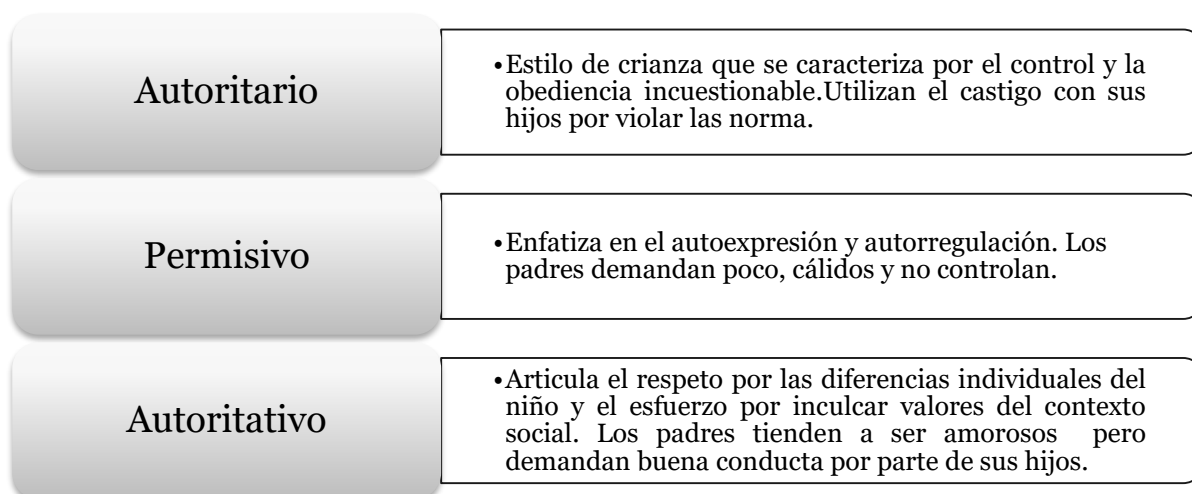 Autoritario
•Estilo de crianza que se caracteriza por el control y la
obediencia incuestionable.Utilizan el castigo con sus
hijos por violar las norma.
Permisivo
•Enfatiza en el autoexpresión y autorregulación. Los
padres demandan poco, cálidos y no controlan.
Autoritativo
•Articula el respeto por las diferencias individuales del
niño y el esfuerzo por inculcar valores del contexto
social. Los padres tienden a ser amorosos pero
demandan buena conducta por parte de sus hijos.